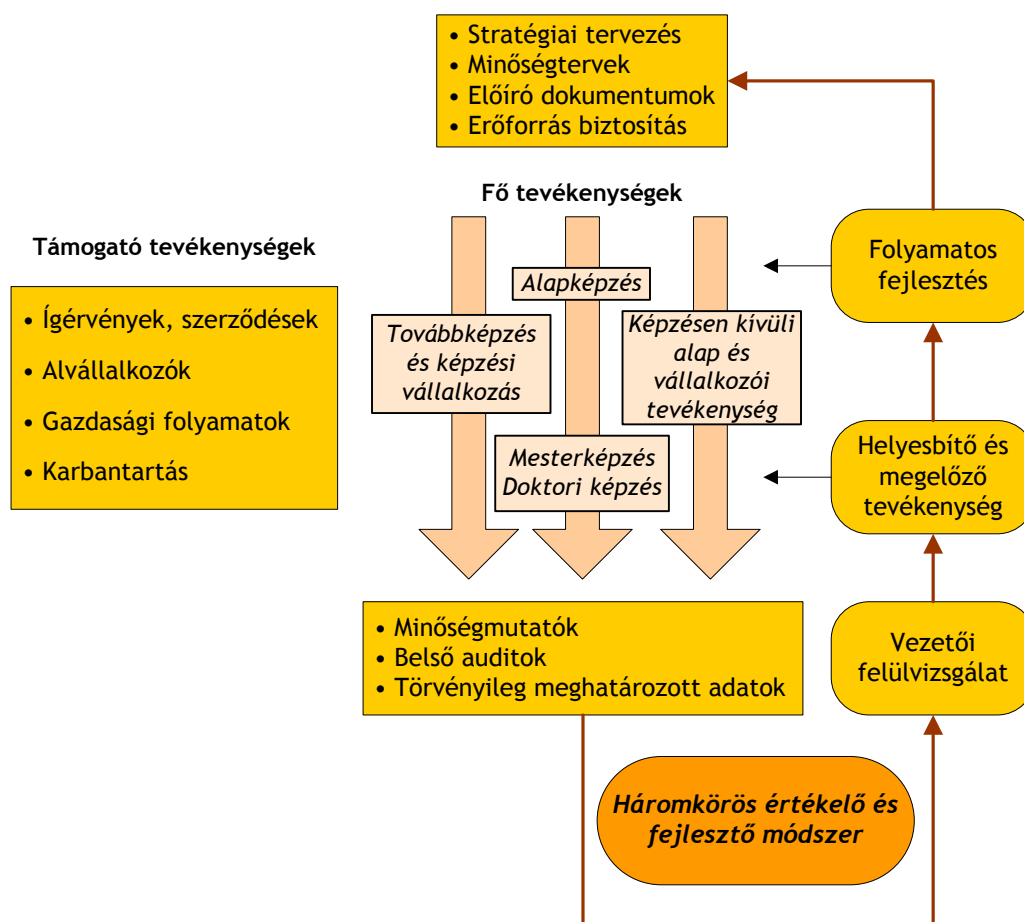 • Stratégiai tervezés
• Minőségtervek
• Előíró dokumentumok
• Erőforrás biztosítás
Fő tevékenységek
Támogató tevékenységek
• Ígérvények, szerződések
• Alvállalkozók
• Gazdasági folyamatok
• Karbantartás
Továbbképzés
és képzési
vállalkozás
Alapképzés
Mesterképzés
Doktori képzés
Képzésen kívüli
alap és
vállalkozói
tevékenység
Folyamatos
fejlesztés
Helyesbítő és
megelőző
tevékenység
Vezetői
felülvizsgálat
• Minőségmutatók
• Belső auditok
• Törvényileg meghatározott adatok
Háromkörös értékelő és
fejlesztő módszer